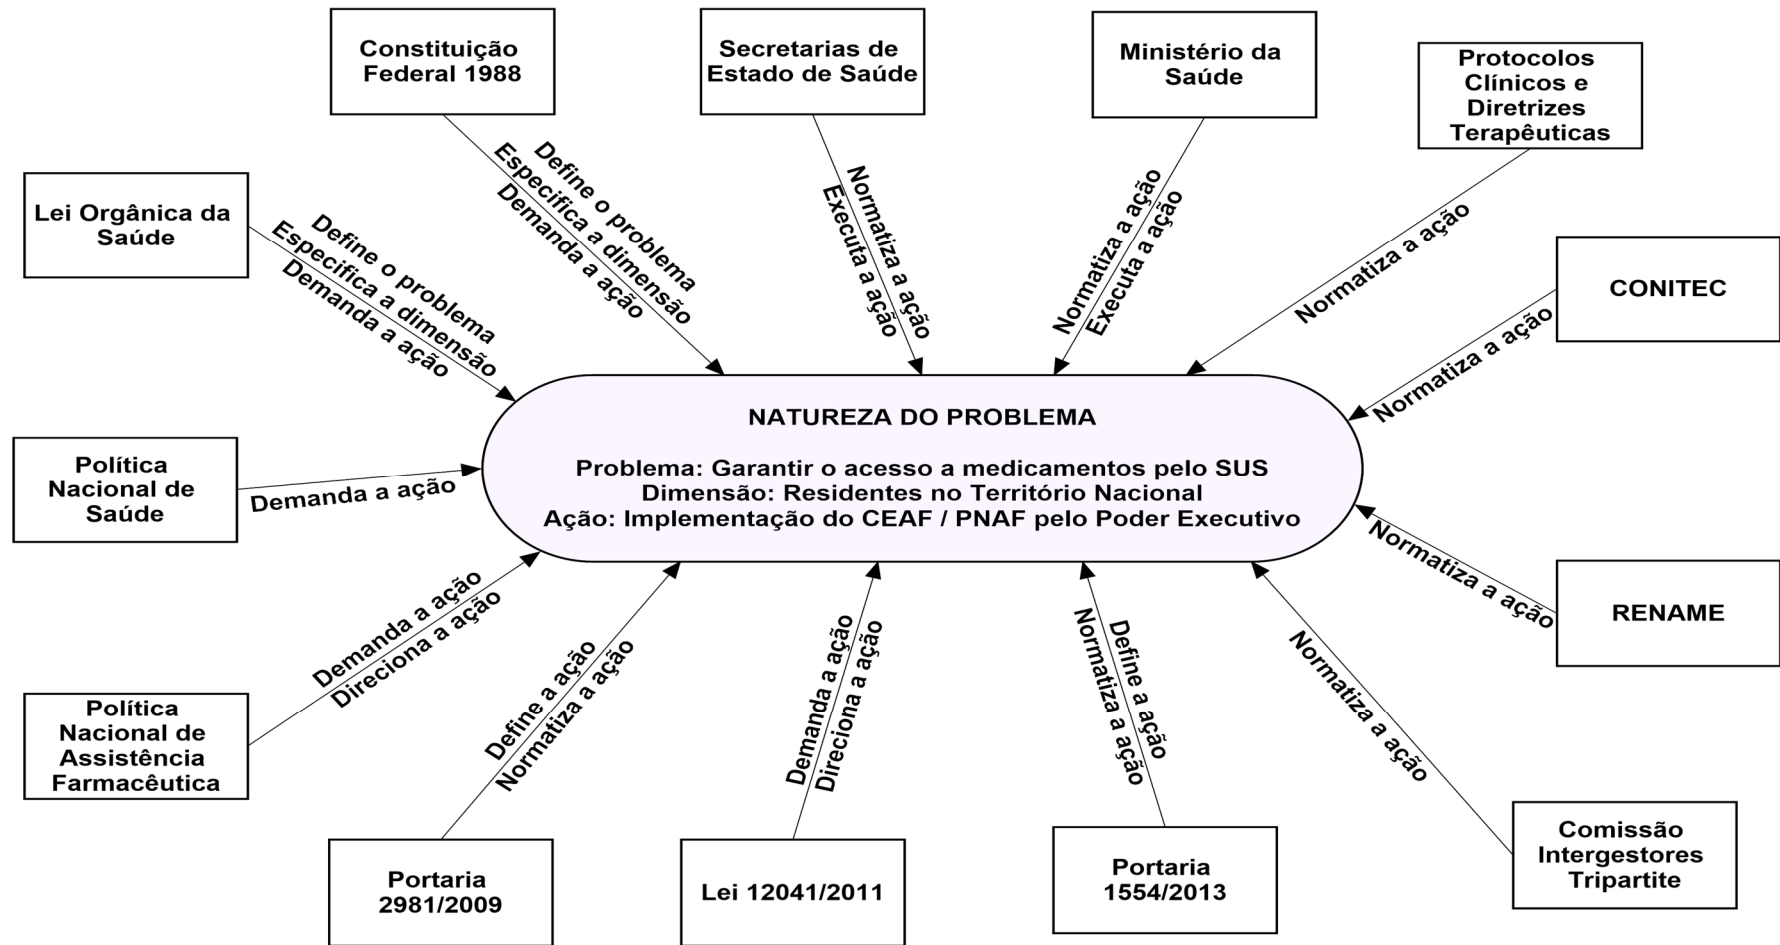 Constituição
Federal 1988
Secretarias de
Estado de Saúde
Ministério da
Saúde
Protocolos
Clínicos e
Diretrizes
Terapêuticas
Define o problema
Especifica a dimensão
Demanda a ação
Normatiza a ação
Executa a ação
Normatiza a ação
Executa a ação
Normatiza a ação
Lei Orgânica da
Saúde
Define o problema
Especifica a dimensão
Demanda a ação
CONITEC
Normatiza a ação
NATUREZA DO PROBLEMA
Problema: Garantir o acesso a medicamentos pelo SUS
Dimensão: Residentes no Território Nacional
Ação: Implementação do CEAF / PNAF pelo Poder Executivo
Política
Nacional de
Saúde
Demanda a ação
Normatiza a ação
RENAME
Demanda a ação
Direciona a ação
Política
Nacional de
Assistência
Farmacêutica
Define a ação
Normatiza a ação
Demanda a ação
Direciona a ação
Define a ação
Normatiza a ação
Normatiza a ação
Portaria
2981/2009
Lei 12041/2011
Portaria
1554/2013
Comissão
Intergestores
Tripartite